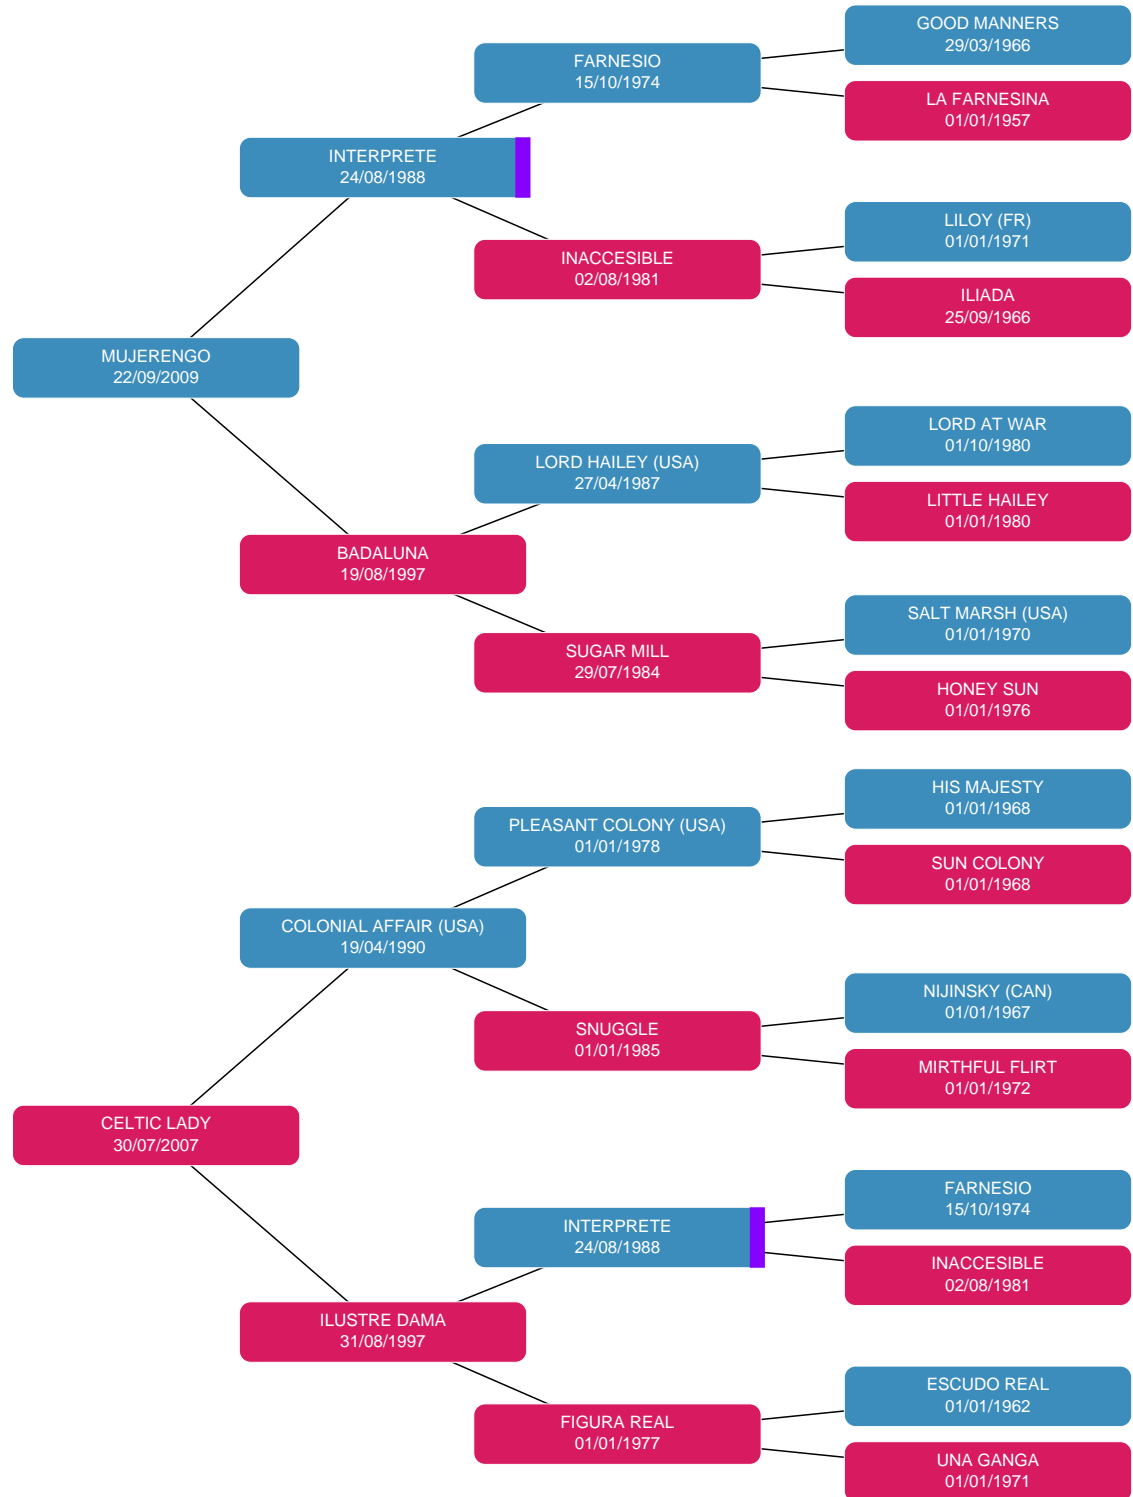 GOOD MANNERS
29/03/1966
FARNESIO
15/10/1974
LA FARNESINA
01/01/1957
INTERPRETE
24/08/1988
LILOY (FR)
01/01/1971
INACCESIBLE
02/08/1981
ILIADA
25/09/1966
MUJERENGO
22/09/2009
LORD AT WAR
01/10/1980
LORD HAILEY (USA)
27/04/1987
LITTLE HAILEY
01/01/1980
BADALUNA
19/08/1997
SALT MARSH (USA)
01/01/1970
SUGAR MILL
29/07/1984
HONEY SUN
01/01/1976
HIS MAJESTY
01/01/1968
PLEASANT COLONY (USA)
01/01/1978
SUN COLONY
01/01/1968
COLONIAL AFFAIR (USA)
19/04/1990
NIJINSKY (CAN)
01/01/1967
SNUGGLE
01/01/1985
MIRTHFUL FLIRT
01/01/1972
CELTIC LADY
30/07/2007
FARNESIO
15/10/1974
INTERPRETE
24/08/1988
INACCESIBLE
02/08/1981
ILUSTRE DAMA
31/08/1997
ESCUDO REAL
01/01/1962
FIGURA REAL
01/01/1977
UNA GANGA
01/01/1971